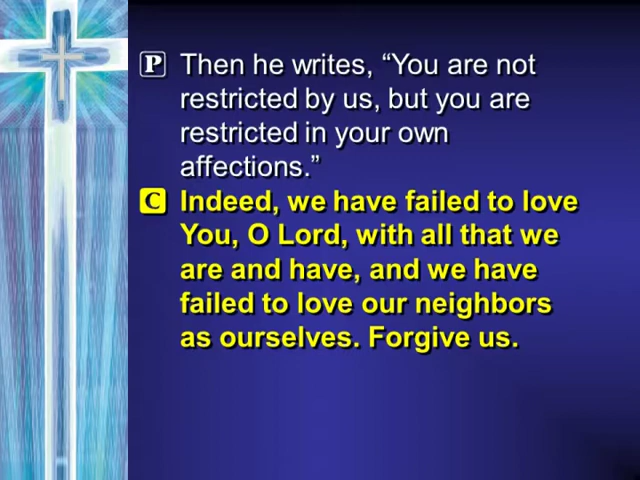 P Then he writes, “You are not
restricted by us, but you are
restricted in your own
affections.”
C Indeed, we have failed to love
You, O Lord, with all that we
are and have, and we have
failed to love our neighbors
as ourselves. Forgive us.